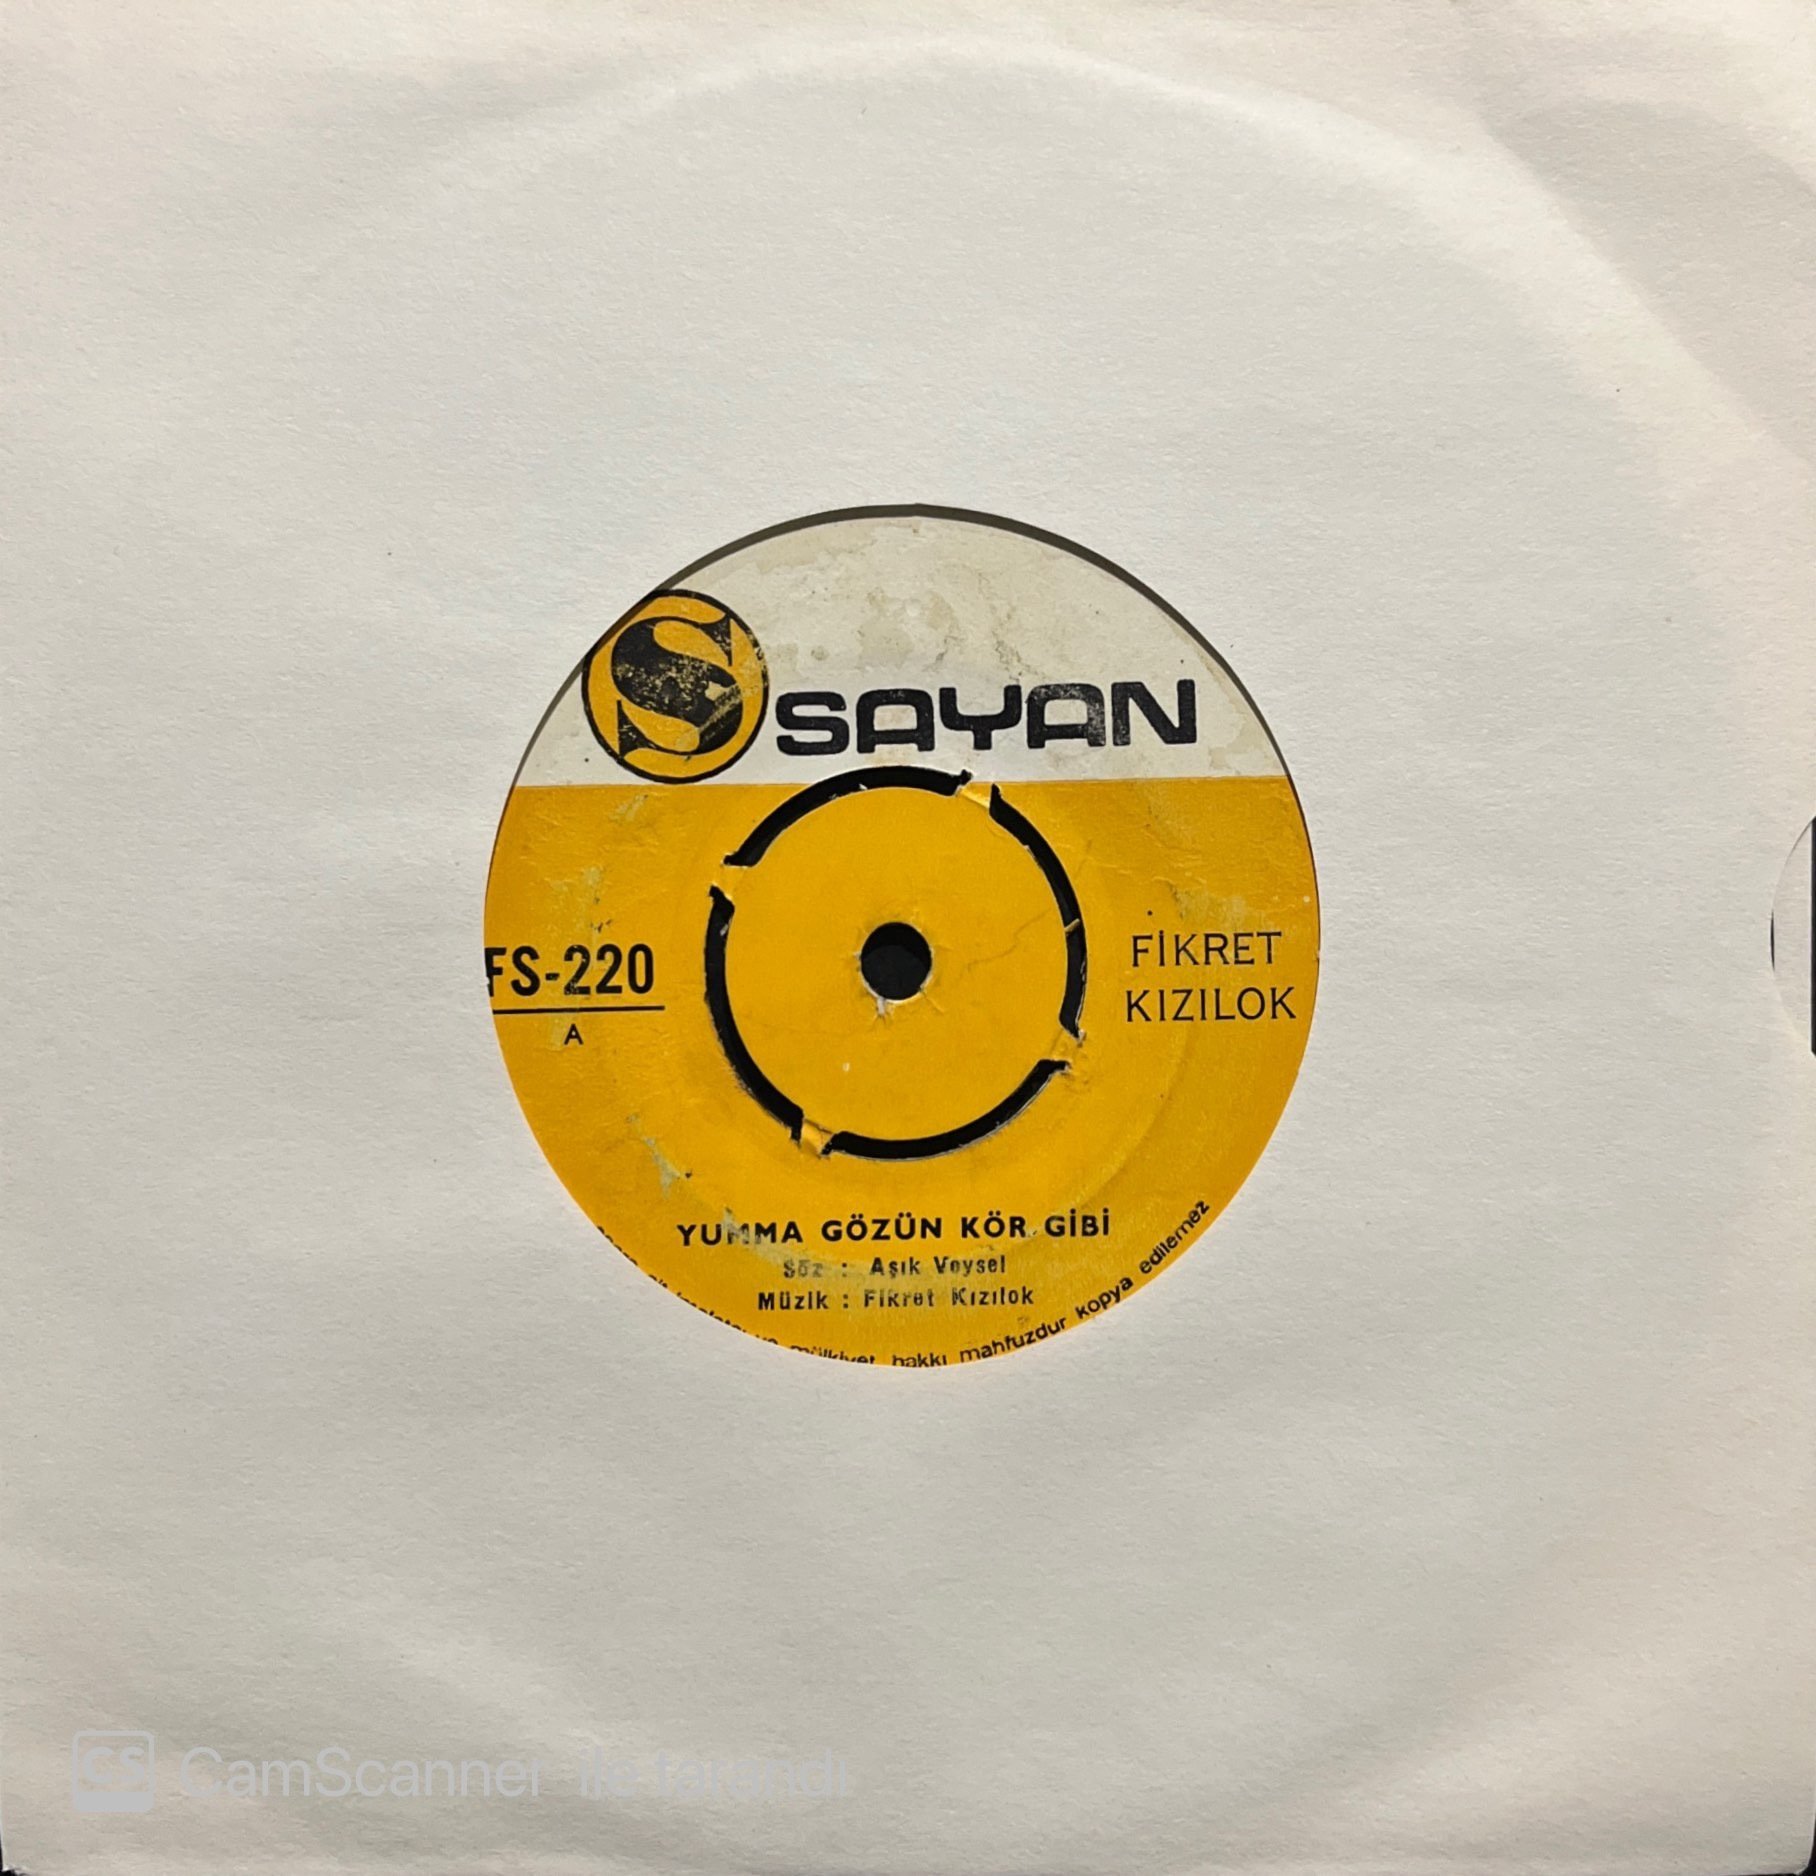 S SAYAN
FS-220
A
FİKRET
KIZILOK
YUMMA GÖZÜN KÖR GİBİ
Söz : Aşık Veysel
Müzik : Fikret Kızılok
mülkiyet hakkı mahfuzdur kopya edilemez
CS CamScanner ile tarandı